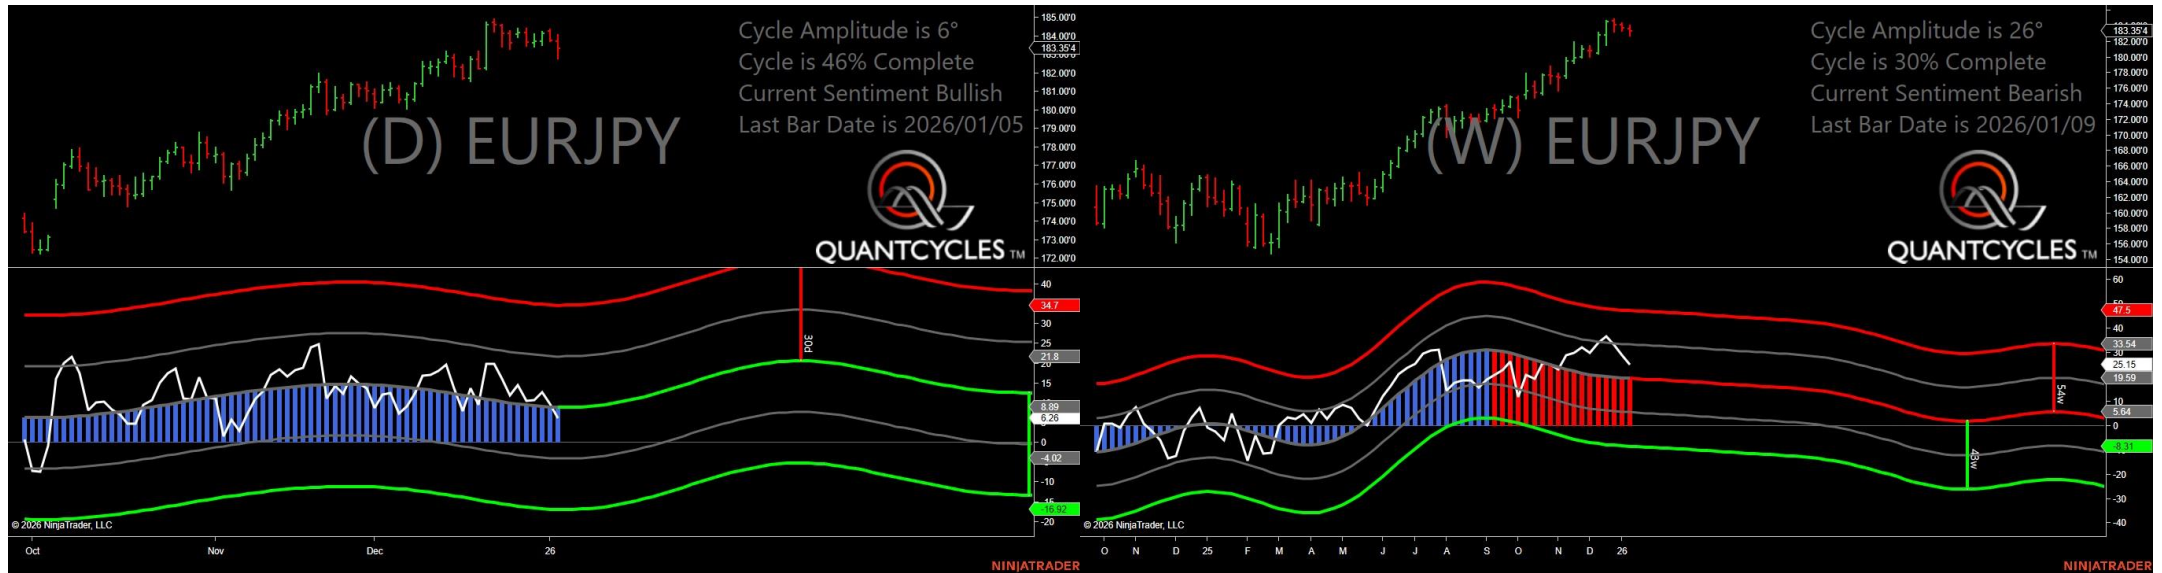 Cycle Amplitude is 6°
Cycle is 46% Complete
Current Sentiment Bullish
Last Bar Date is 2026/01/05
(D) EURJPY
QUANTCYCLES TM
185.00'0
184.00'0
183.35'4
182.00'0
181.00'0
180.00'0
179.00'0
178.00'0
177.00'0
176.00'0
175.00'0
174.00'0
173.00'0
172.00'0
40
34.7
30
25
21.8
20
15
8.89
6.26
0
-4.02
-10
-16.92
-20
30d
© 2026 NinjaTrader, LLC
Oct
Nov
Dec
26
NINJATRADER
Cycle Amplitude is 26°
Cycle is 30% Complete
Current Sentiment Bearish
Last Bar Date is 2026/01/09
(W) EURJPY
QUANTCYCLES TM
183.35'4
182.00'0
180.00'0
178.00'0
176.00'0
174.00'0
172.00'0
170.00'0
168.00'0
166.00'0
164.00'0
162.00'0
160.00'0
158.00'0
156.00'0
154.00'0
60
47.5
40
33.54
30
25.15
19.59
10
5.64
0
-8.31
-20
-30
-40
54w
43w
© 2026 NinjaTrader, LLC
O
N
D
25
F
M
A
M
J
J
A
S
O
N
D
26
NINJATRADER